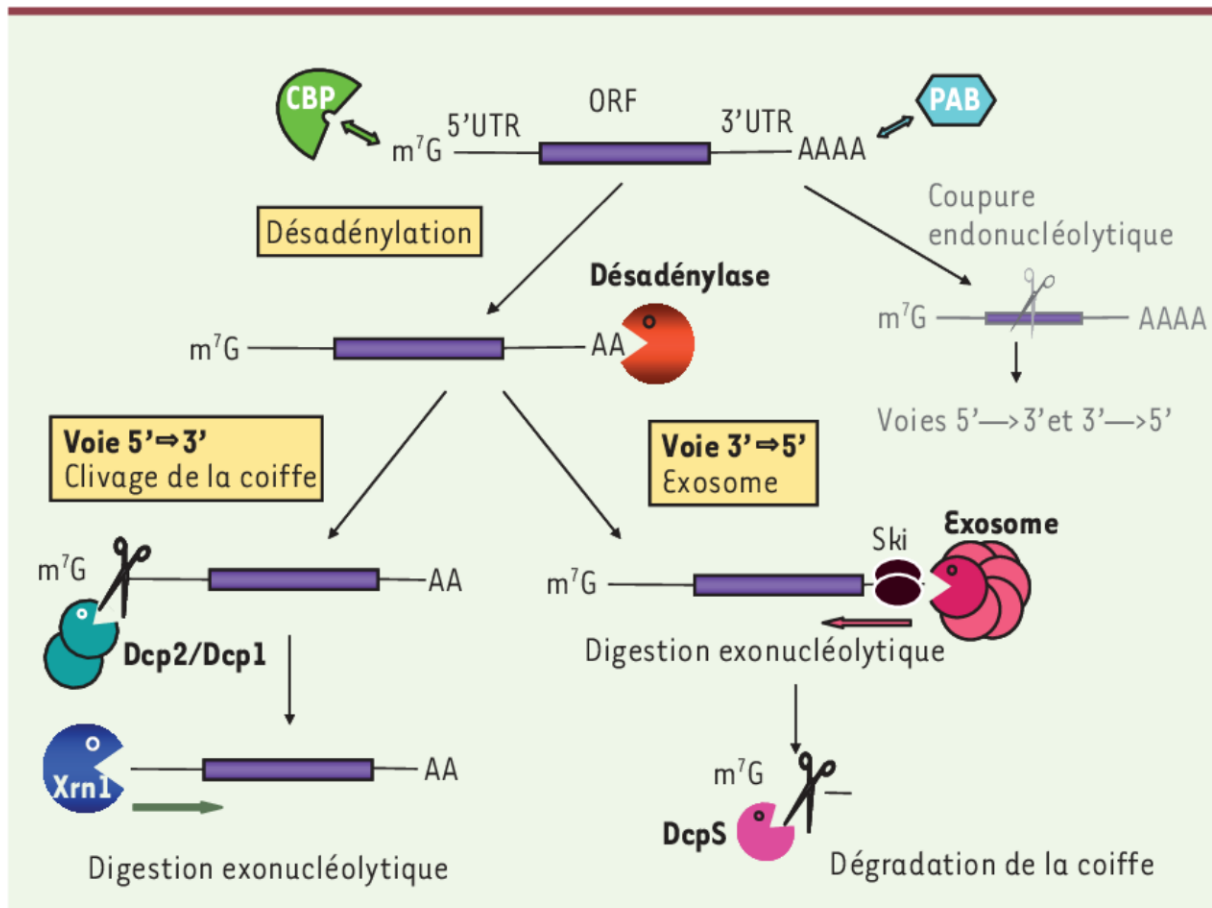 CBP
ORF
PAB
5'UTR
3'UTR
m⁷G
AAAA
Désadénylation
Coupure
endonucléolytique
Désadénylase
m⁷G
AA
m⁷G
AAAA
Voies 5'—>3' et 3'—>5'
Voie 5'⇒3'
Clivage de la coiffe
Voie 3'⇒5'
Exosome
m⁷G
AA
Dcp2/Dcp1
Ski
Exosome
m⁷G
Digestion exonucléolytique
Xrn1
AA
Digestion exonucléolytique
m⁷G
DcpS
Dégradation de la coiffe